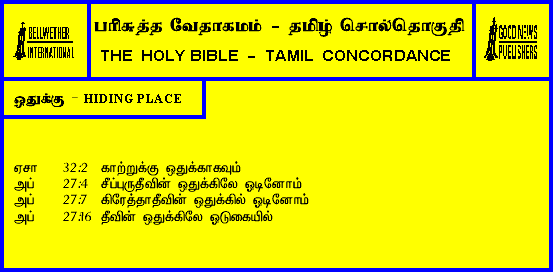 BELLWETHER
INTERNATIONAL
பரிசுத்த வேதாகமம் - தமிழ் சொல்தொகுதி
THE HOLY BIBLE - TAMIL CONCORDANCE
GOOD NEWS
PUBLISHERS
ஒதுக்கு - HIDING PLACE
ஏசா 32:2 காற்றுக்கு ஒதுக்காகவும்
அப் 27:4 சீப்புருதீவின் ஒதுக்கிலே ஓடினோம்
அப் 27:7 கிரேத்தாதீவின் ஒதுக்கில் ஓடினோம்
அப் 27:16 தீவின் ஒதுக்கிலே ஓடுகையில்